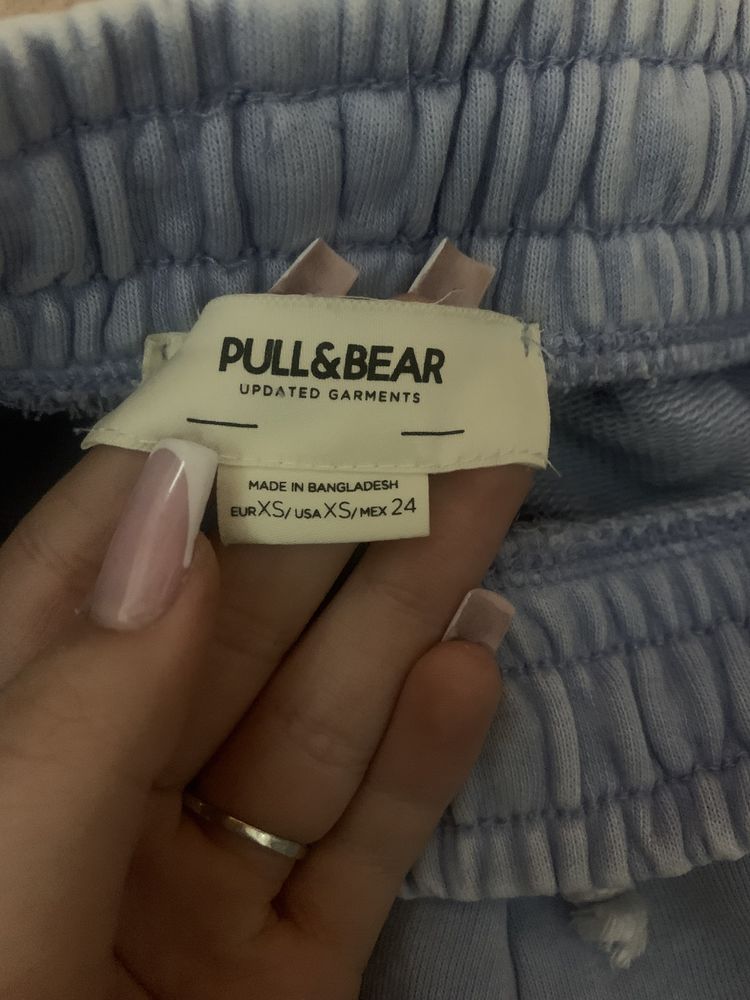 PULL&BEAR
UPDATED GARMENTS
MADE IN BANGLADESH
EUR XS/ USA XS/ MEX 24